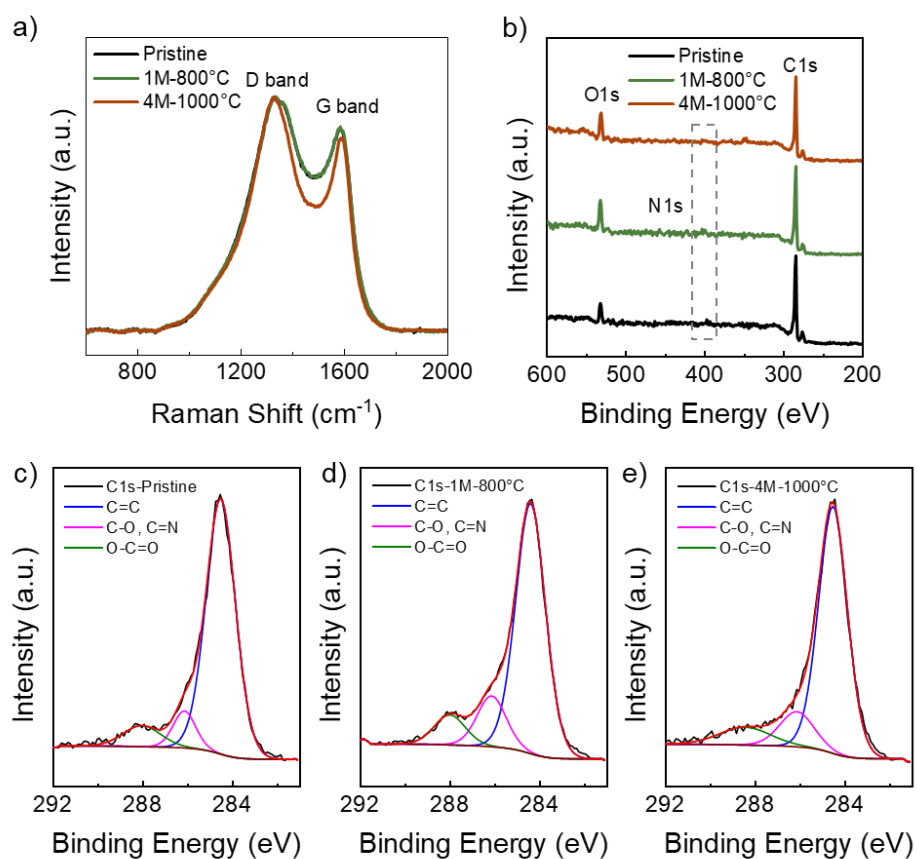 a)
Pristine
1M-800°C
4M-1000°C
D band
G band
Intensity (a.u.)
800
1200
1600
2000
Raman Shift (cm-1)
b)
Pristine
1M-800°C
4M-1000°C
C1s
O1s
N1s
Intensity (a.u.)
600
500
400
300
200
Binding Energy (eV)
c)
C1s-Pristine
C=C
C-O, C=N
O-C=O
Intensity (a.u.)
292
288
284
Binding Energy (eV)
d)
C1s-1M-800°C
C=C
C-O, C=N
O-C=O
Intensity (a.u.)
292
288
284
Binding Energy (eV)
e)
C1s-4M-1000°C
C=C
C-O, C=N
O-C=O
Intensity (a.u.)
292
288
284
Binding Energy (eV)